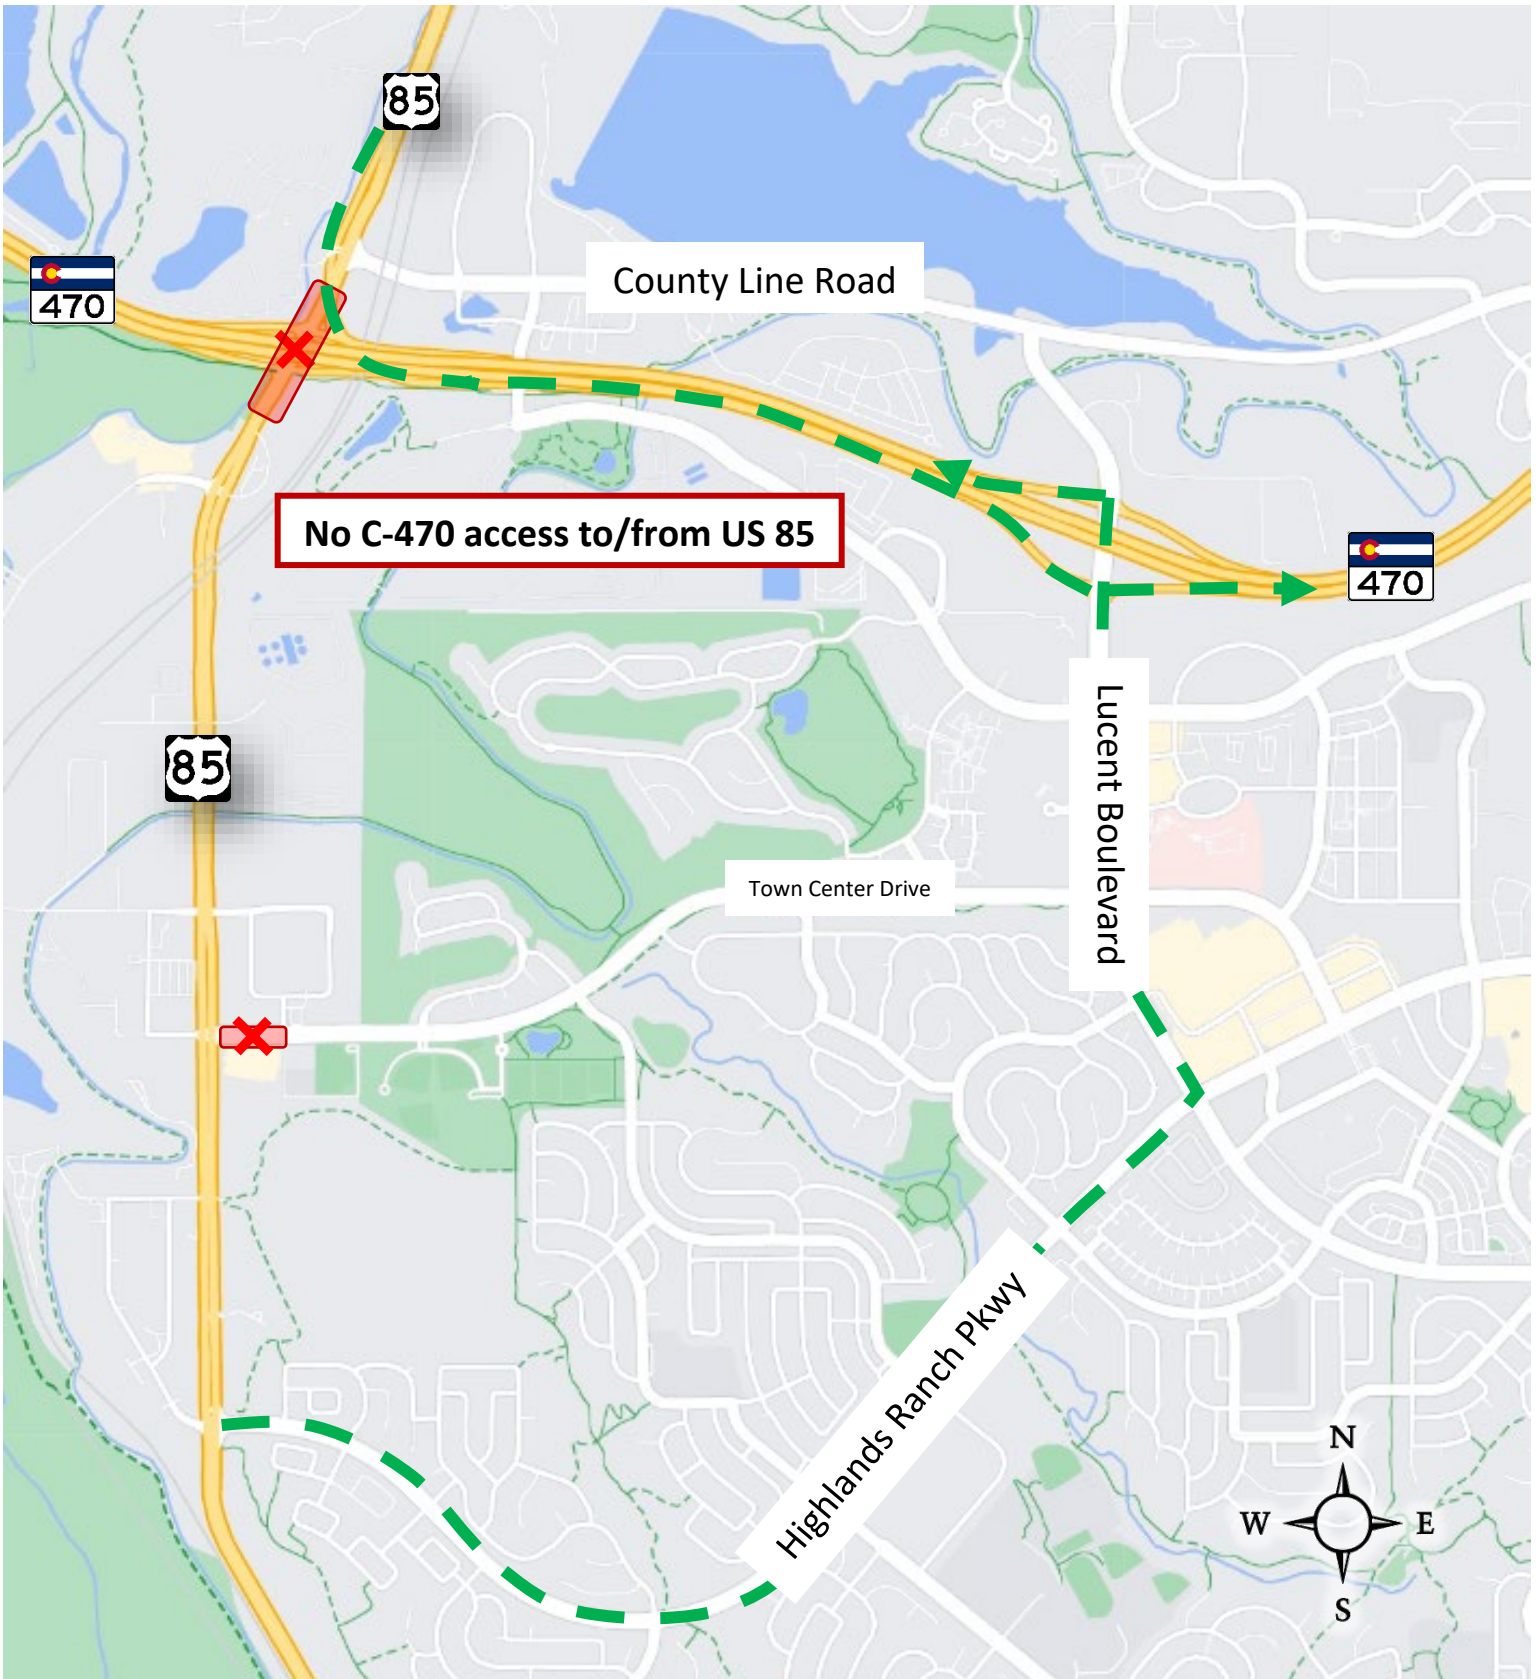 85
County Line Road
470
No C-470 access to/from US 85
470
Lucent Boulevard
85
Town Center Drive
Highlands Ranch Pkwy
N
W
E
S